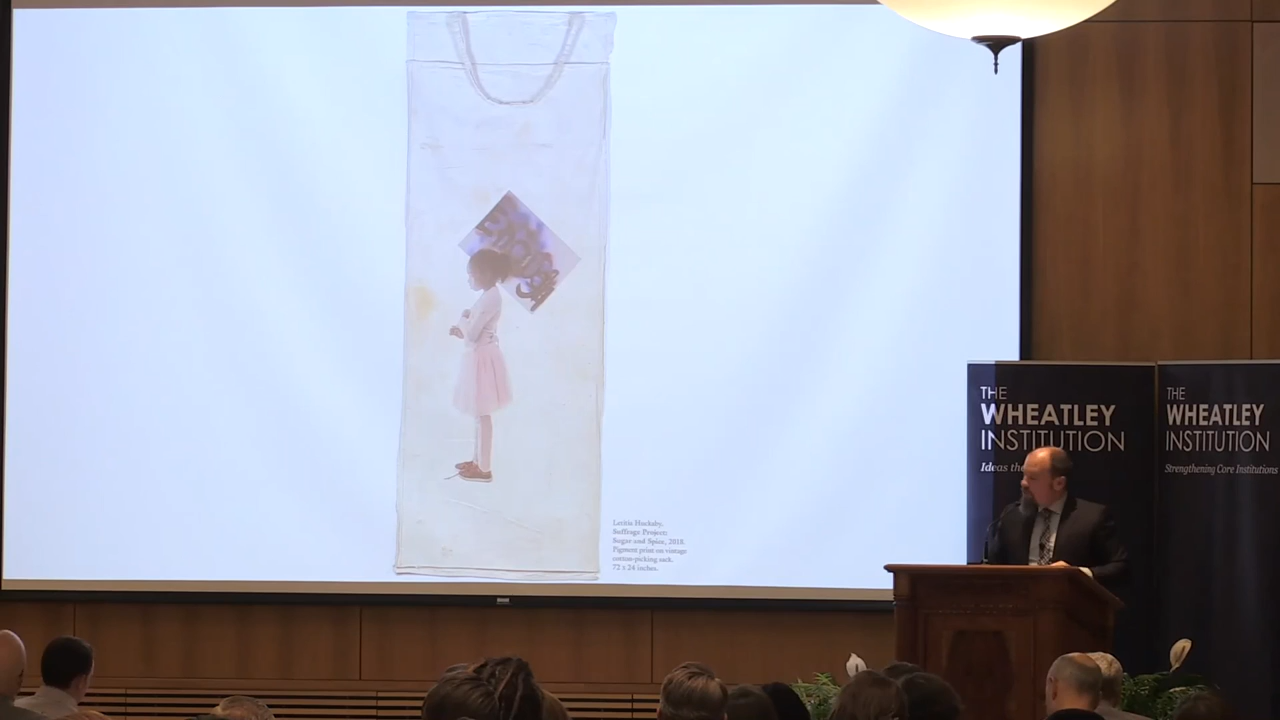 Letitia Huckaby.
Suffrage Project:
Sugar and Spice, 2018.
Pigment print on vintage
cotton-picking sack.
72 x 24 inches.
THE
WHEATLEY
INSTITUTION
Ideas
THE
WHEATLEY
INSTITUTION
Strengthening Core Institutions